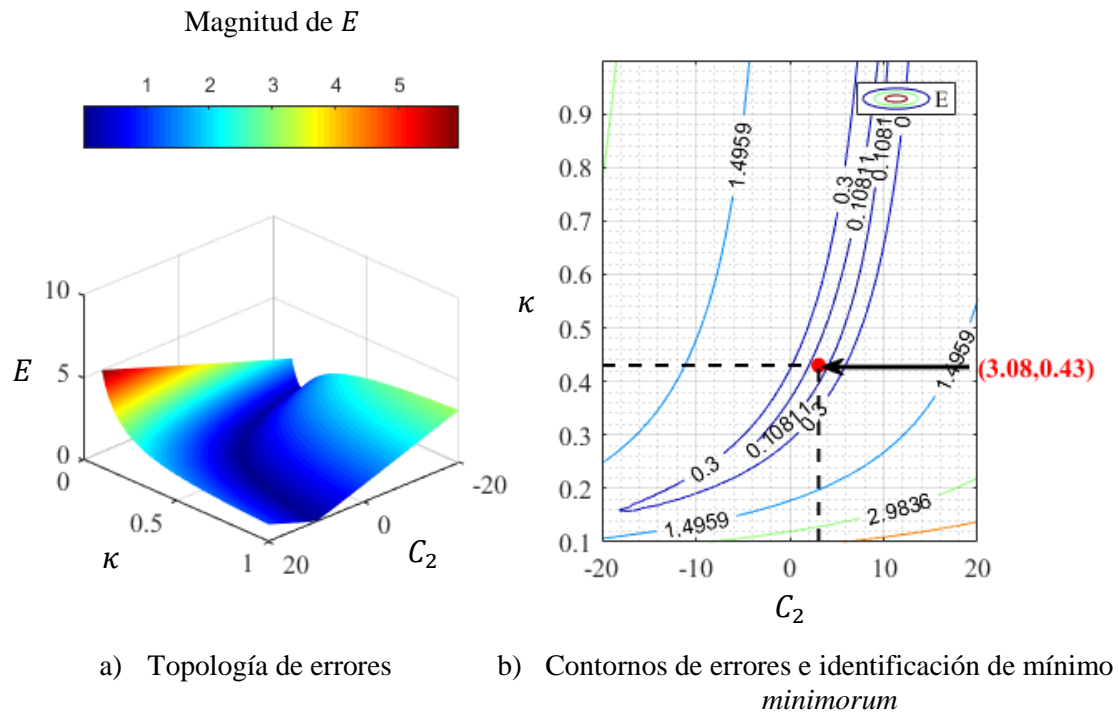 Magnitud de E
1 2 3 4 5
10
5
0
E
0
0.5
1
κ
20
0
-20
C₂
0.9
0.8
0.7
0.6
0.5
0.4
0.3
0.2
0.1
κ
-20 -10 0 10 20
C₂
E
1.4959
0.3
0.10811
0.1081
0
0.3
0.10811
0.3
1.4959
1.4959
2.9836
(3.08,0.43)
a) Topología de errores
b) Contornos de errores e identificación de mínimo
minimorum